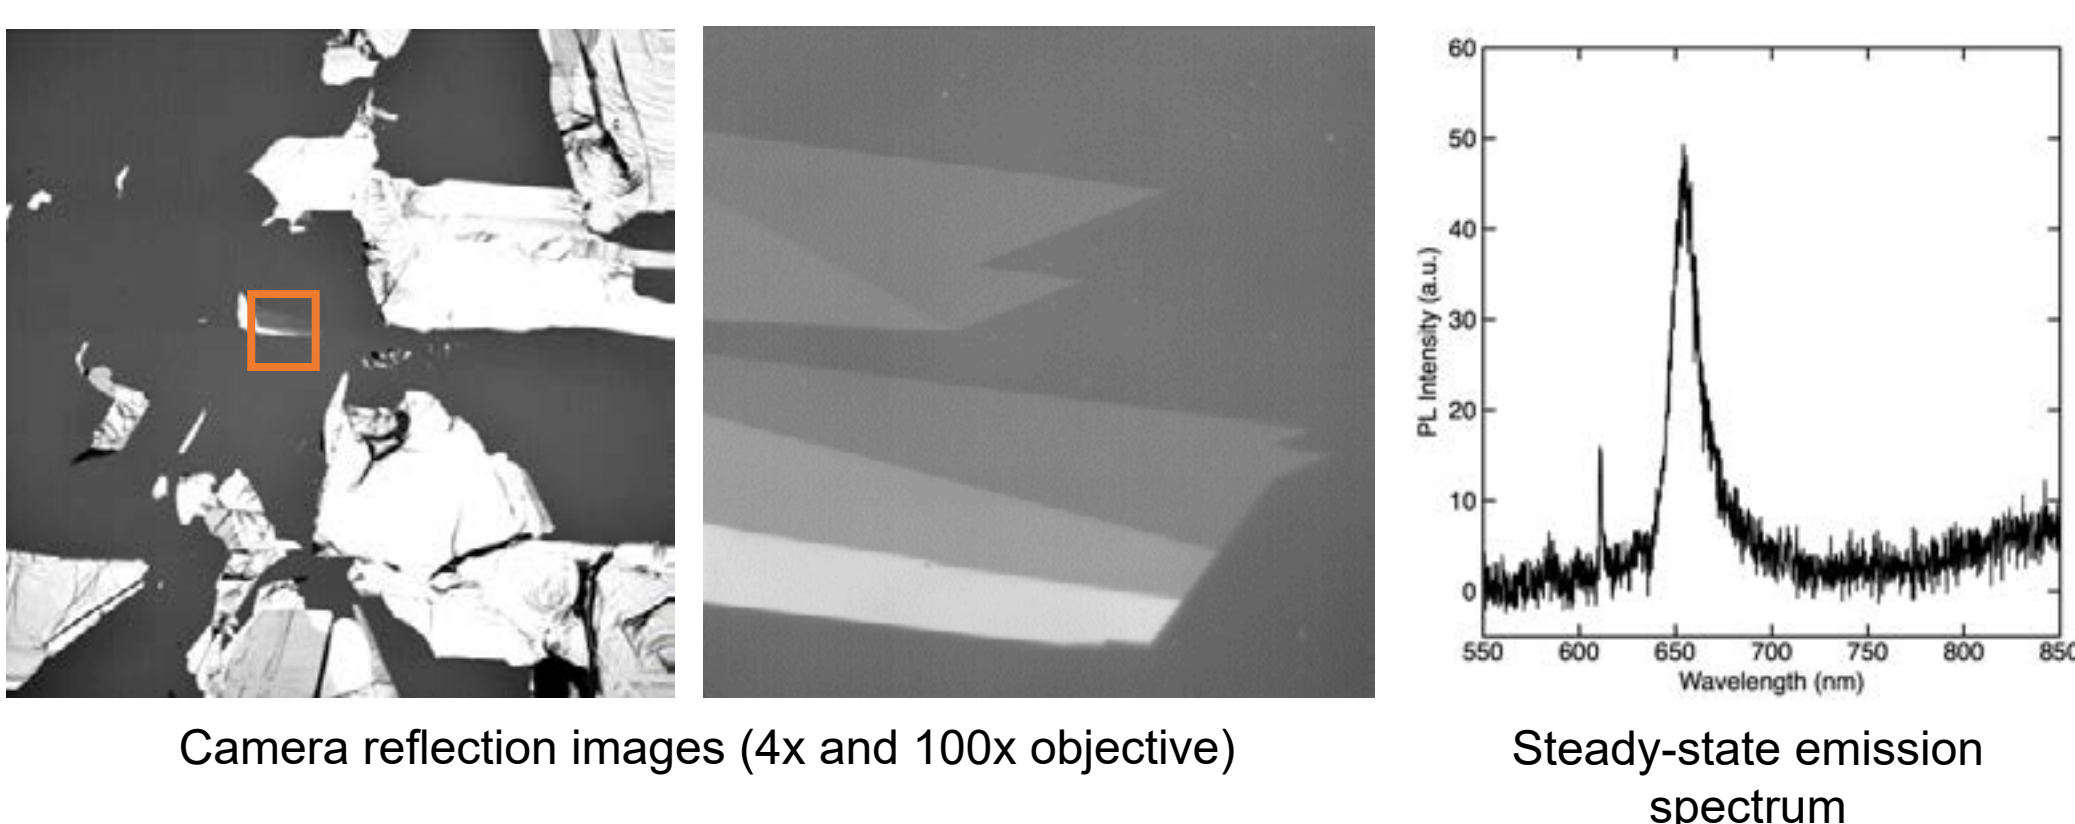 60
50
40
30
20
10
0
PL Intensity (a.u.)
550 600 650 700 750 800 850
Wavelength (nm)
Camera reflection images (4x and 100x objective)
Steady-state emission
spectrum